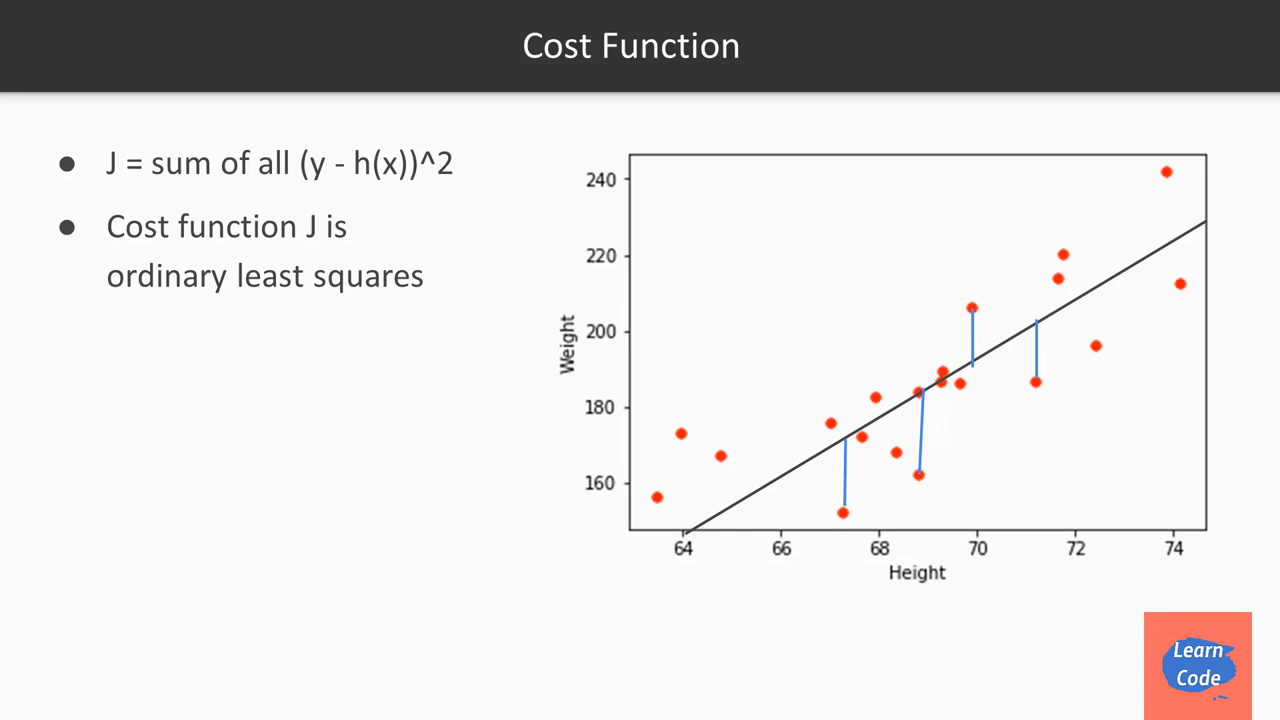 Cost Function
● J = sum of all (y - h(x))^2
● Cost function J is
ordinary least squares
240
220
200
180
160
Weight
64 66 68 70 72 74
Height
Learn
Code